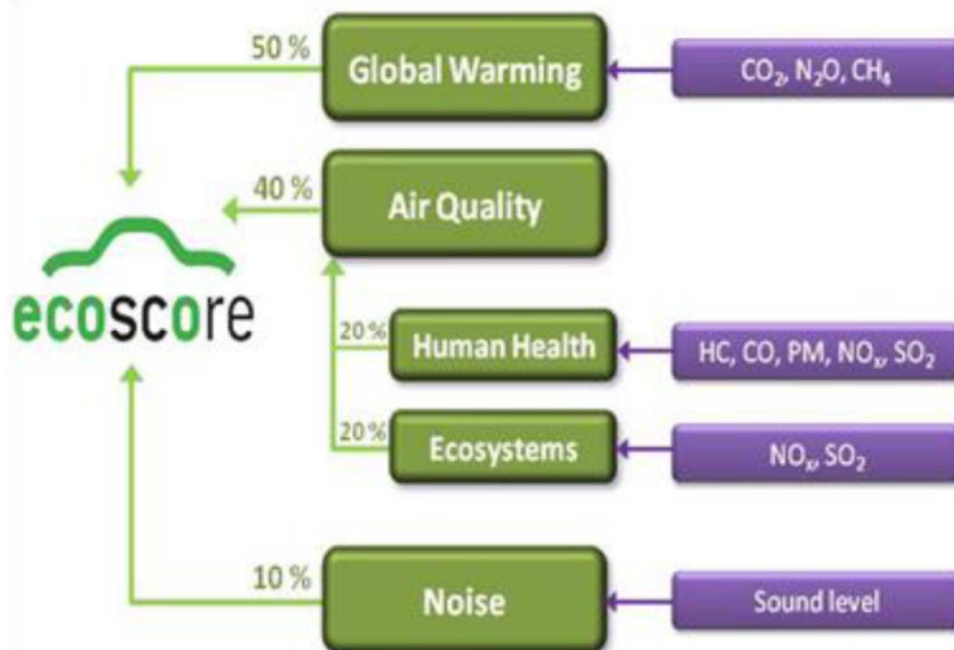 50 %
Global Warming
CO₂, N₂O, CH₄
40 %
Air Quality
ecoscore
20 %
Human Health
HC, CO, PM, NOₓ, SO₂
20 %
Ecosystems
NOₓ, SO₂
10 %
Noise
Sound level